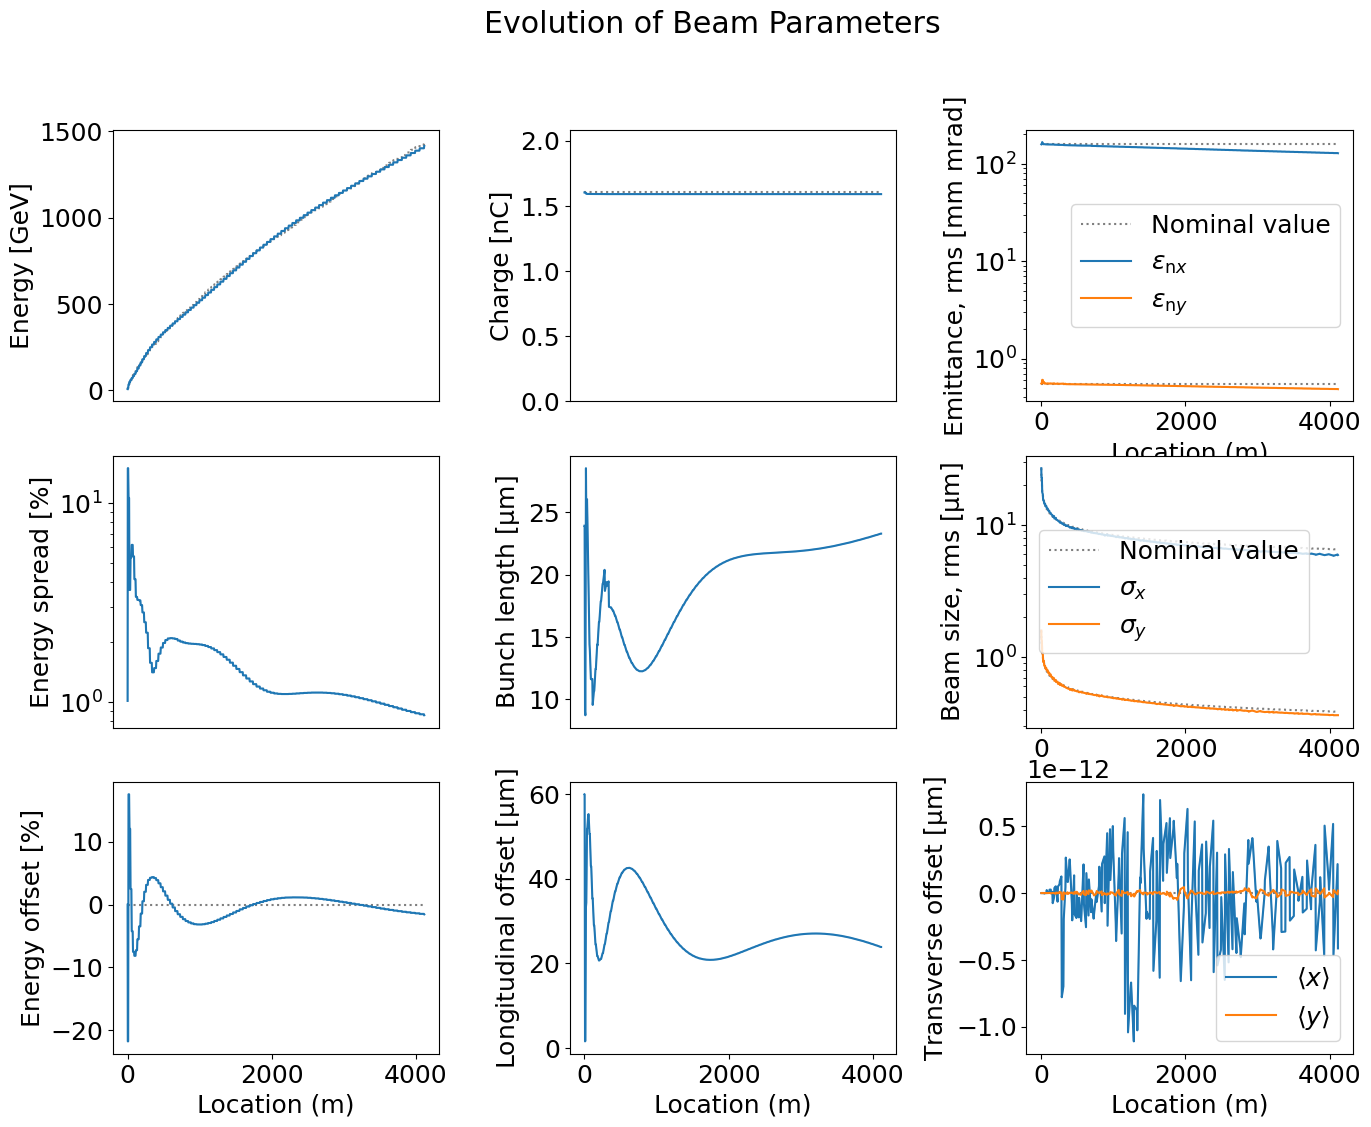 Evolution of Beam Parameters
Energy [GeV]
1500
1000
500
0
Charge [nC]
2.0
1.5
1.0
0.5
0.0
Emittance, rms [mm mrad]
10²
10¹
10⁰
Nominal value
εnx
εny
0 2000 4000
Location (m)
Energy spread [%]
10¹
10⁰
Bunch length [µm]
25
20
15
10
Beam size, rms [µm]
10¹
10⁰
Nominal value
σx
σy
0 2000 4000
Energy offset [%]
10
0
−10
−20
0 2000 4000
Location (m)
Longitudinal offset [µm]
60
40
20
0
0 2000 4000
Location (m)
1e−12
Transverse offset [µm]
0.5
0.0
−0.5
−1.0
⟨x⟩
⟨y⟩
0 2000 4000
Location (m)